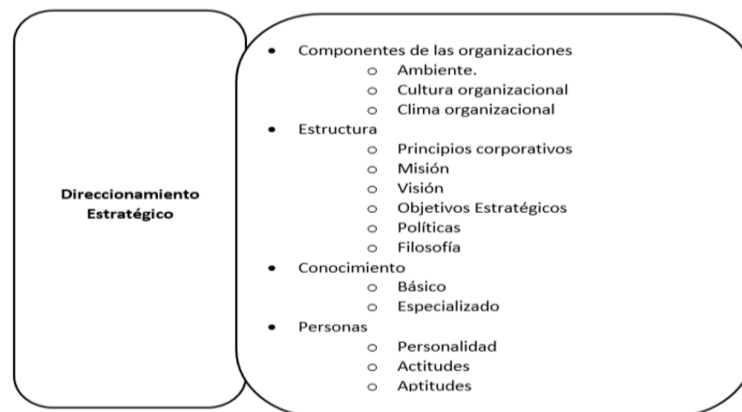 Direccionamiento
Estratégico
• Componentes de las organizaciones
o Ambiente.
o Cultura organizacional
o Clima organizacional
• Estructura
o Principios corporativos
o Misión
o Visión
o Objetivos Estratégicos
o Políticas
o Filosofía
• Conocimiento
o Básico
o Especializado
• Personas
o Personalidad
o Actitudes
o Aptitudes